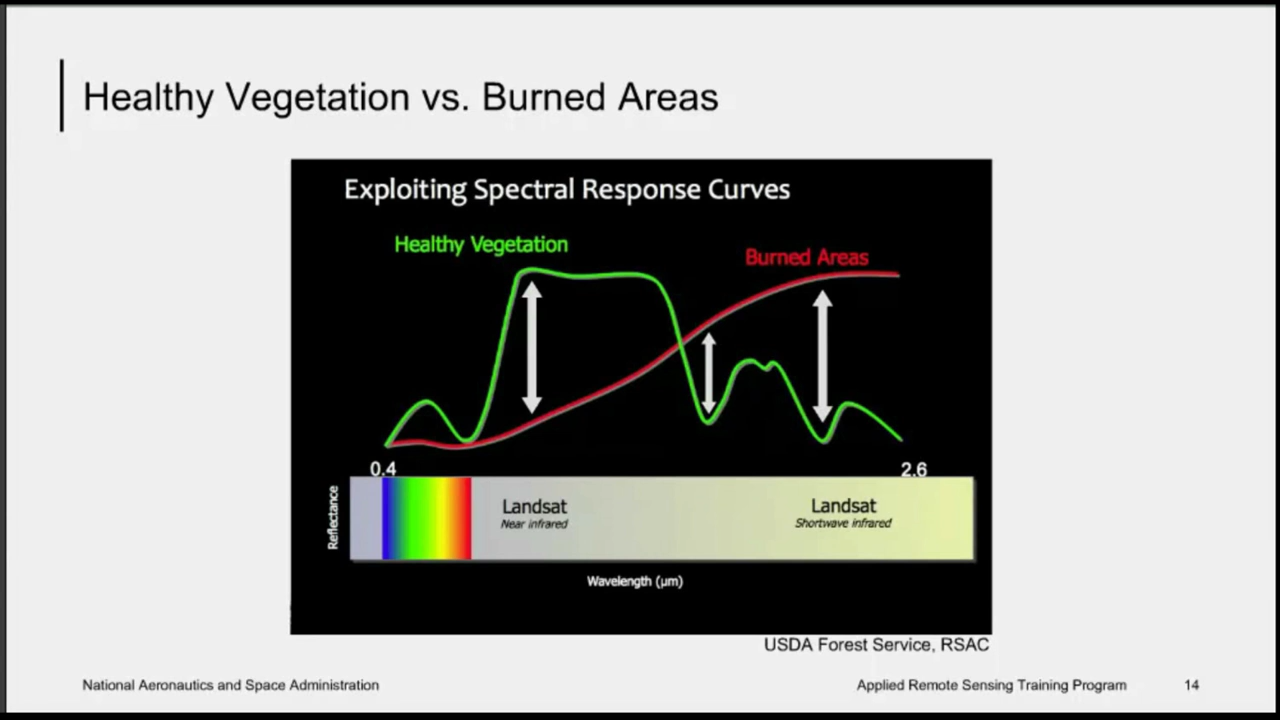 Healthy Vegetation vs. Burned Areas
Exploiting Spectral Response Curves
Healthy Vegetation
Burned Areas
0.4
2.6
Reflectance
Landsat
Near infrared
Landsat
Shortwave infrared
Wavelength (µm)
USDA Forest Service, RSAC
National Aeronautics and Space Administration
Applied Remote Sensing Training Program
14